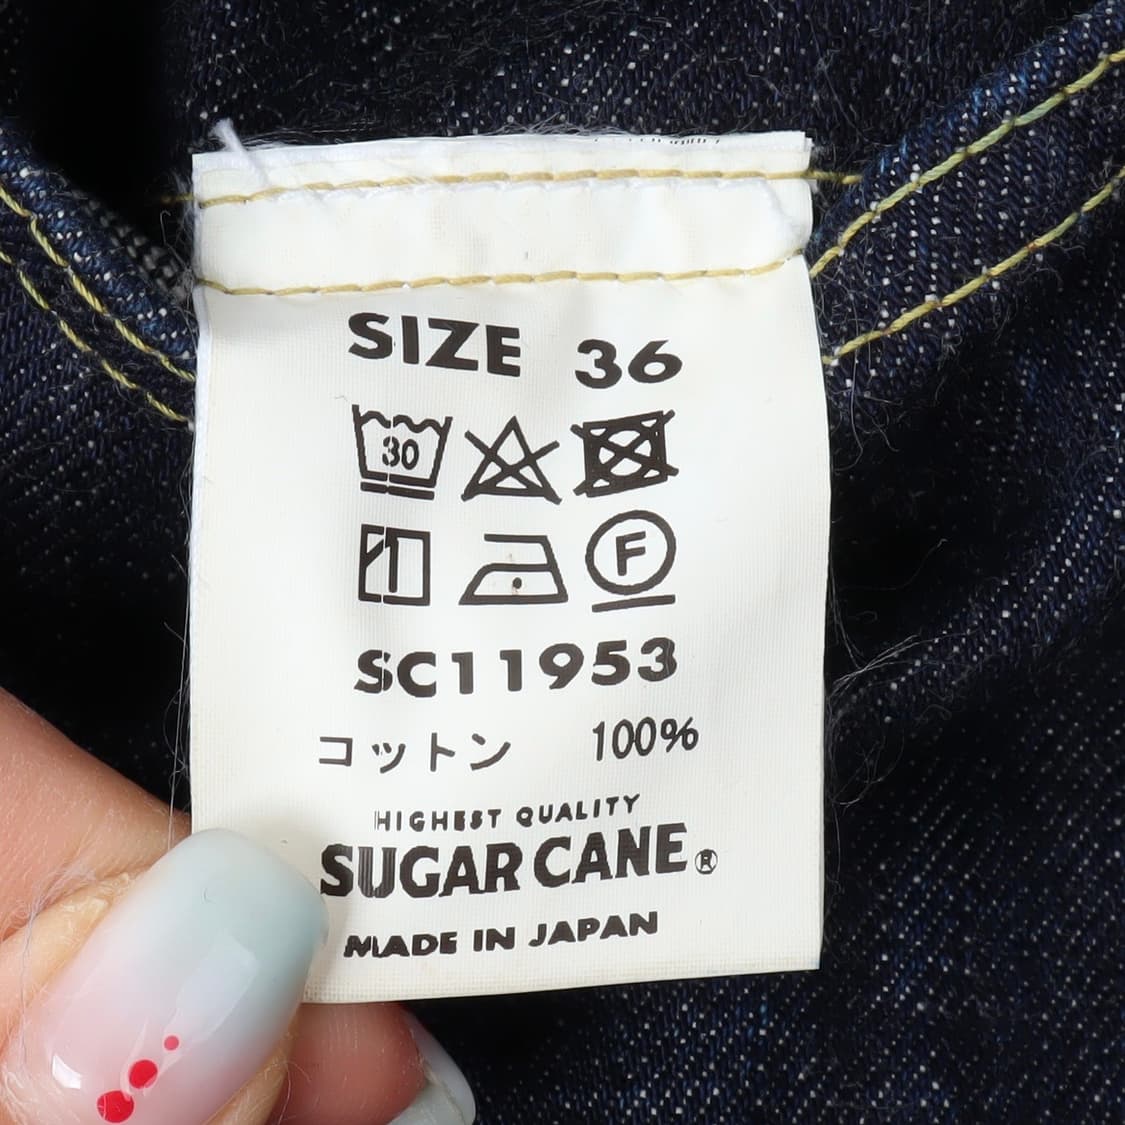 SIZE 36
30
F
SC11953
コットン 100%
HIGHEST QUALITY
SUGAR CANE®
MADE IN JAPAN